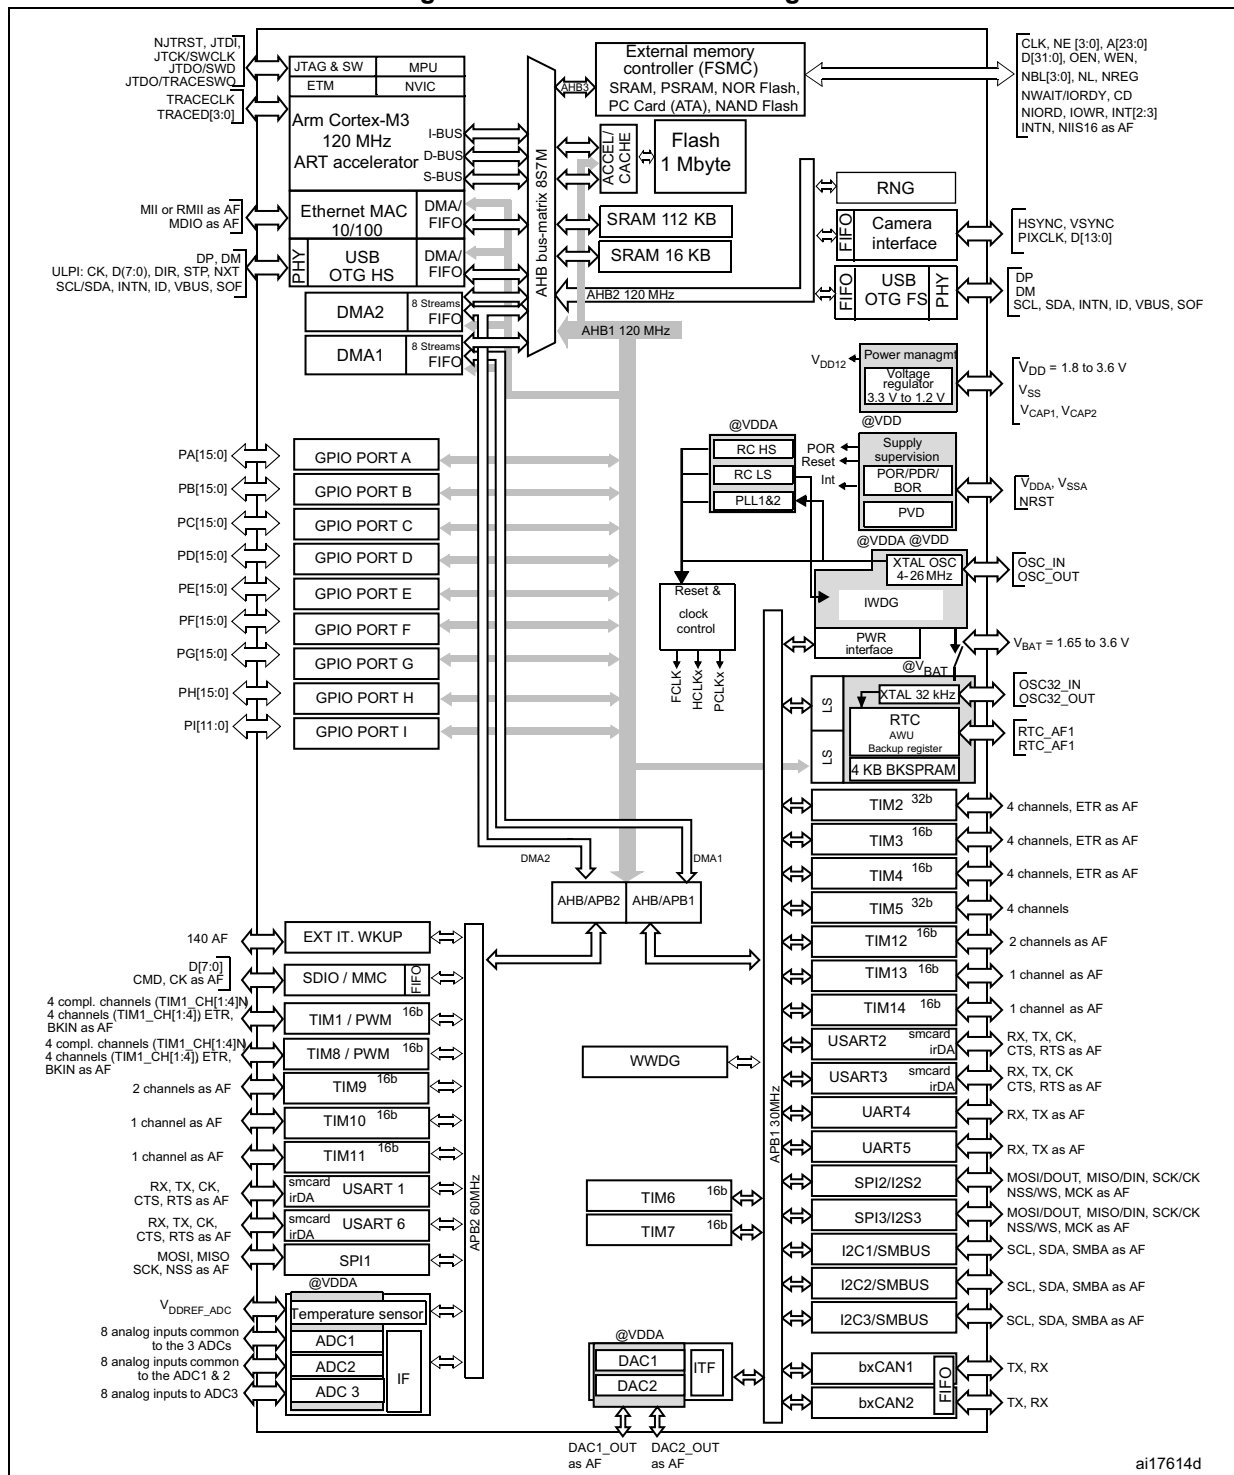 NJTRST, JTDI,
JTCK/SWCLK
JTDO/SWD
JTDO/TRACESWO
TRACECLK
TRACED[3:0]
JTAG & SW
MPU
ETM
NVIC
Arm Cortex-M3
120 MHz
ART accelerator
I-BUS
D-BUS
S-BUS
MII or RMII as AF
MDIO as AF
Ethernet MAC
10/100
DMA/
FIFO
DP, DM
ULPI: CK, D(7:0), DIR, STP, NXT
SCL/SDA, INTN, ID, VBUS, SOF
PHY
USB
OTG HS
DMA/
FIFO
DMA2
8 Streams
FIFO
DMA1
8 Streams
FIFO
AHB bus-matrix 8S7M
AHB3
External memory
controller (FSMC)
SRAM, PSRAM, NOR Flash,
PC Card (ATA), NAND Flash
CLK, NE [3:0], A[23:0]
D[31:0], OEN, WEN,
NBL[3:0], NL, NREG
NWAIT/IORDY, CD
NIORD, IOWR, INT[2:3]
INTN, NIIS16 as AF
ACCEL/
CACHE
Flash
1 Mbyte
SRAM 112 KB
SRAM 16 KB
AHB2 120 MHz
AHB1 120 MHz
RNG
FIFO
Camera
interface
HSYNC, VSYNC
PIXCLK, D[13:0]
FIFO
USB
OTG FS
PHY
DP
DM
SCL, SDA, INTN, ID, VBUS, SOF
VDD12
Power managmt
Voltage
regulator
3.3 V to 1.2 V
VDD = 1.8 to 3.6 V
VSS
VCAP1, VCAP2
@VDD
@VDDA
RC HS
RC LS
PLL1&2
POR
Reset
Int
Supply
supervision
POR/PDR/
BOR
PVD
VDDA, VSSA
NRST
@VDDA @VDD
XTAL OSC
4-26 MHz
OSC_IN
OSC_OUT
IWDG
Reset &
clock
control
FCLK
HCLKx
PCLKx
PWR
interface
VBAT = 1.65 to 3.6 V
@VBAT
LS
LS
XTAL 32 kHz
OSC32_IN
OSC32_OUT
RTC
AWU
Backup register
RTC_AF1
RTC_AF1
4 KB BKSPRAM
PA[15:0]
GPIO PORT A
PB[15:0]
GPIO PORT B
PC[15:0]
GPIO PORT C
PD[15:0]
GPIO PORT D
PE[15:0]
GPIO PORT E
PF[15:0]
GPIO PORT F
PG[15:0]
GPIO PORT G
PH[15:0]
GPIO PORT H
PI[11:0]
GPIO PORT I
DMA2
DMA1
AHB/APB2
AHB/APB1
TIM2 32b
4 channels, ETR as AF
TIM3 16b
4 channels, ETR as AF
TIM4 16b
4 channels, ETR as AF
TIM5 32b
4 channels
TIM12 16b
2 channels as AF
TIM13 16b
1 channel as AF
TIM14 16b
1 channel as AF
USART2
smcard
irDA
RX, TX, CK,
CTS, RTS as AF
USART3
smcard
irDA
RX, TX, CK
CTS, RTS as AF
UART4
RX, TX as AF
UART5
RX, TX as AF
SPI2/I2S2
MOSI/DOUT, MISO/DIN, SCK/CK
NSS/WS, MCK as AF
SPI3/I2S3
MOSI/DOUT, MISO/DIN, SCK/CK
NSS/WS, MCK as AF
I2C1/SMBUS
SCL, SDA, SMBA as AF
I2C2/SMBUS
SCL, SDA, SMBA as AF
I2C3/SMBUS
SCL, SDA, SMBA as AF
bxCAN1
TX, RX
bxCAN2
TX, RX
FIFO
APB1 30MHz
WWDG
TIM6 16b
TIM7 16b
@VDDA
DAC1
DAC2
ITF
DAC1_OUT
as AF
DAC2_OUT
as AF
APB2 60MHz
140 AF
EXT IT. WKUP
D[7:0]
CMD, CK as AF
SDIO / MMC
FIFO
4 compl. channels (TIM1_CH[1:4]N
4 channels (TIM1_CH[1:4]) ETR,
BKIN as AF
TIM1 / PWM 16b
4 compl. channels (TIM1_CH[1:4]N
4 channels (TIM1_CH[1:4]) ETR,
BKIN as AF
TIM8 / PWM 16b
2 channels as AF
TIM9 16b
1 channel as AF
TIM10 16b
1 channel as AF
TIM11 16b
RX, TX, CK,
CTS, RTS as AF
smcard
irDA
USART 1
RX, TX, CK,
CTS, RTS as AF
smcard
irDA
USART 6
MOSI, MISO
SCK, NSS as AF
SPI1
@VDDA
VDDREF_ADC
Temperature sensor
8 analog inputs common
to the 3 ADCs
ADC1
8 analog inputs common
to the ADC1 & 2
ADC2
8 analog inputs to ADC3
ADC 3
IF
ai17614d